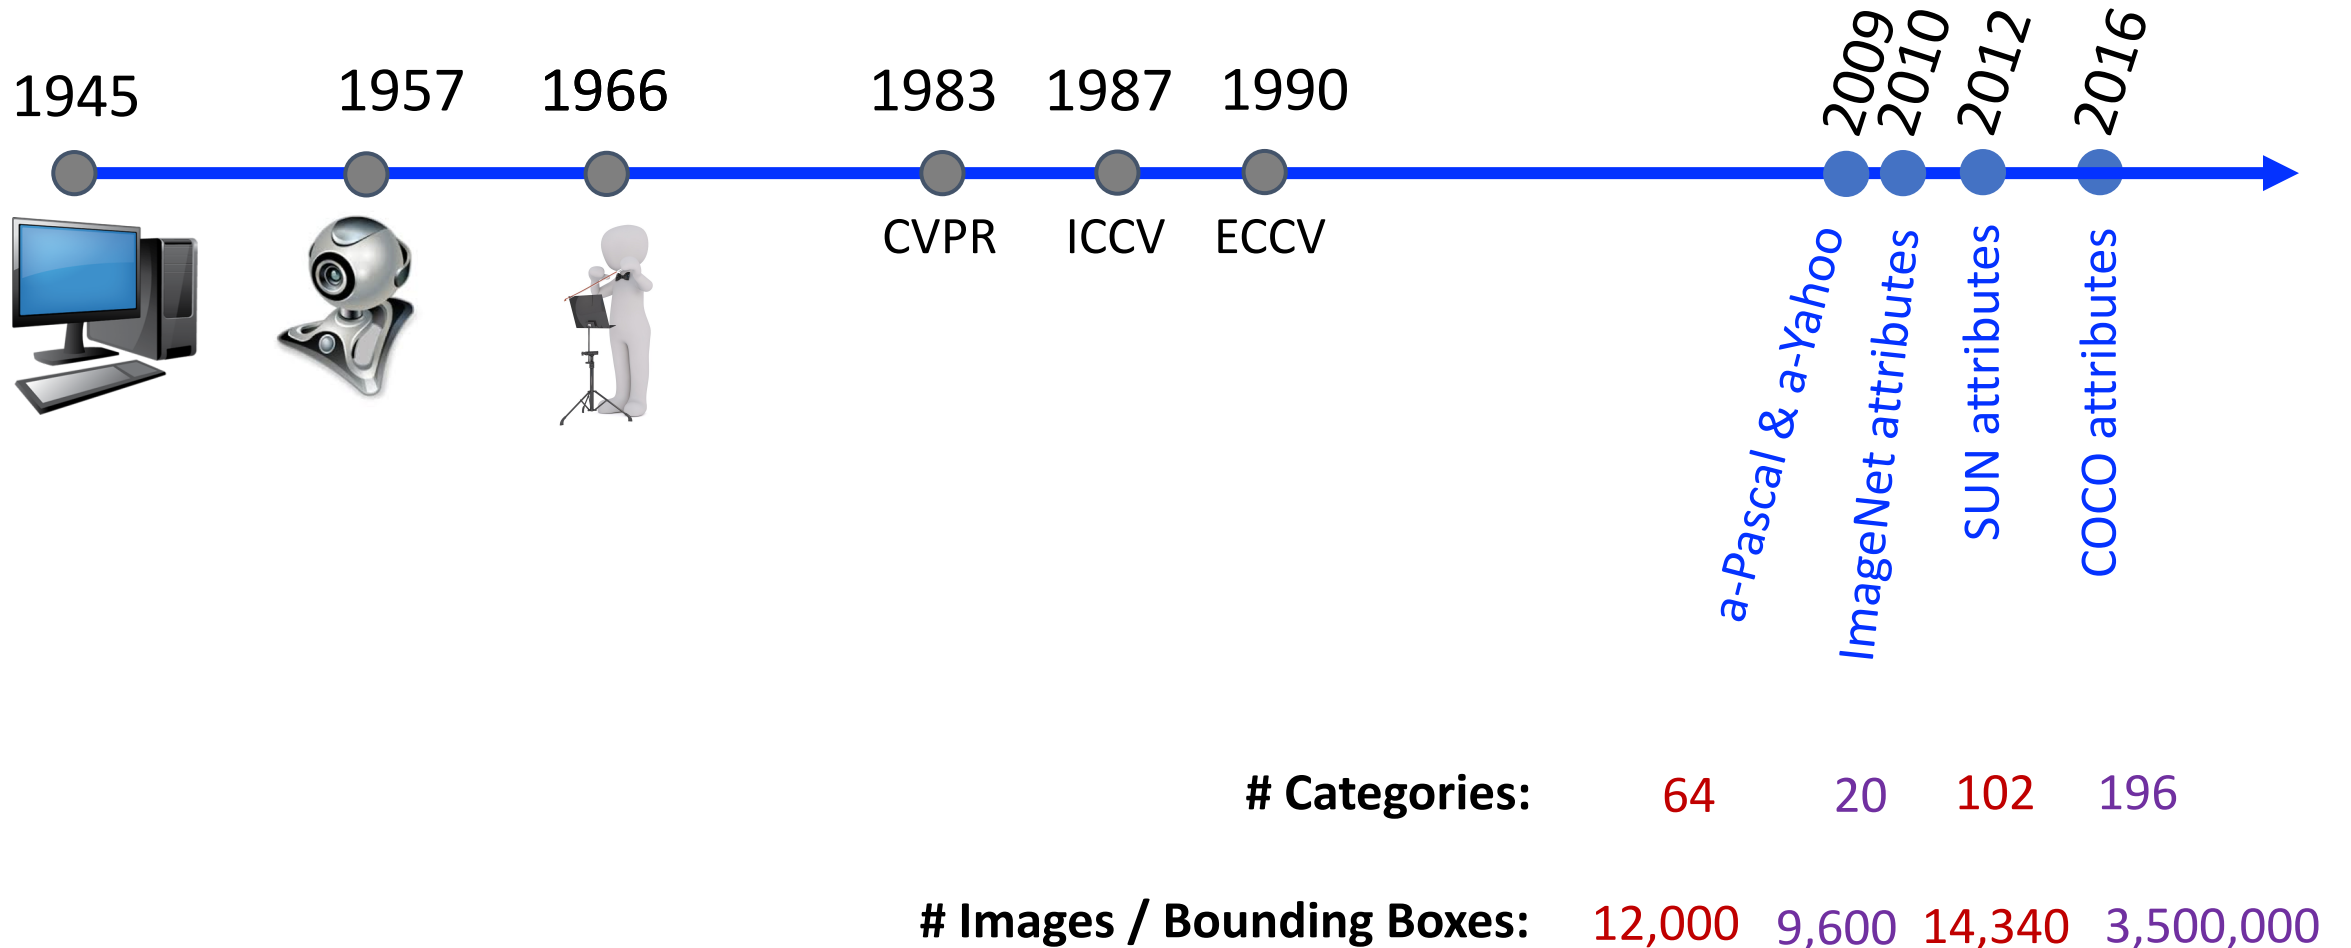 1945 1957 1966 1983 1987 1990 2009 2010 2012 2016
CVPR ICCV ECCV
a-Pascal & a-Yahoo
ImageNet attributes
SUN attributes
COCO attributes
# Categories: 64 20 102 196
# Images / Bounding Boxes: 12,000 9,600 14,340 3,500,000